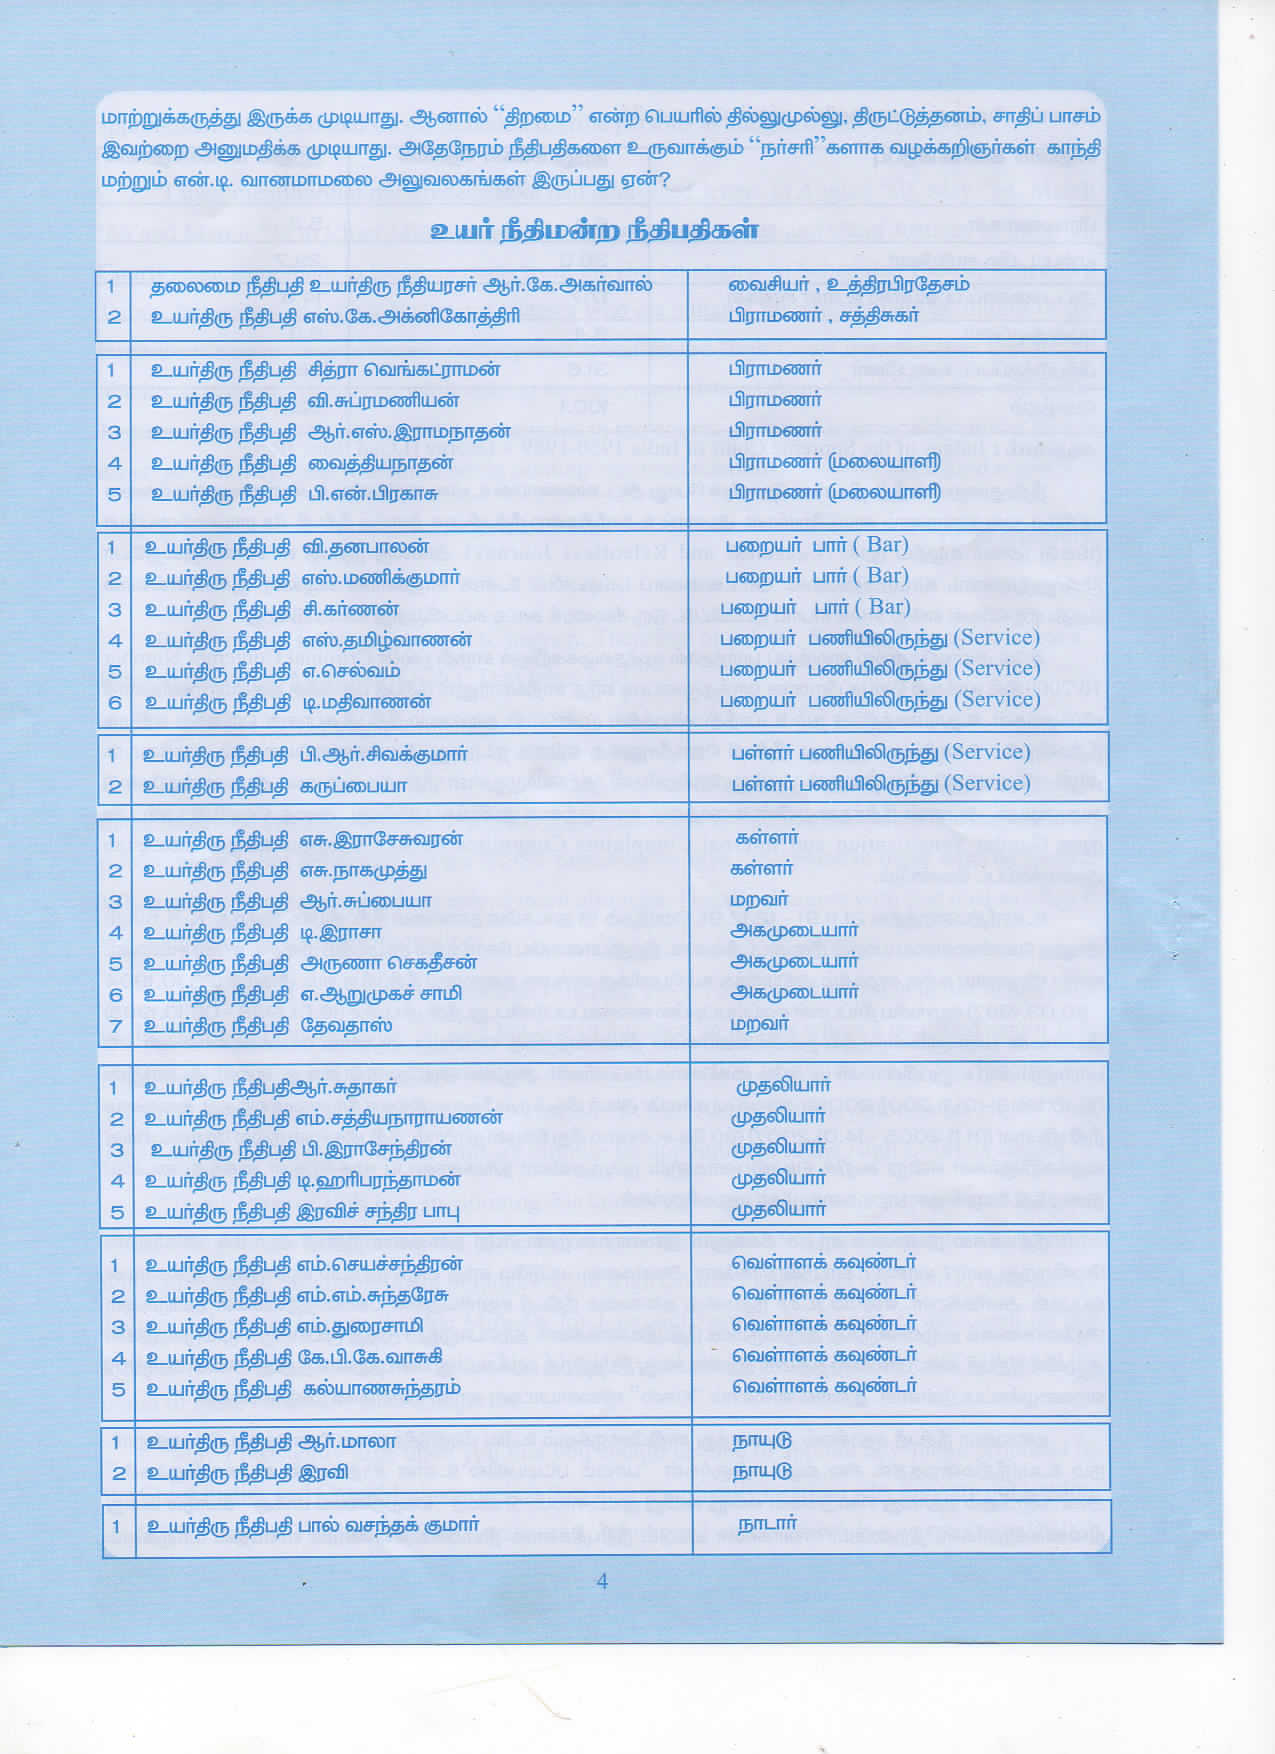 மாற்றுக்கருத்து இருக்க முடியாது. ஆனால் “திறமை” என்ற பெயரில் தில்லுமுல்லு, திருட்டுத்தனம், சாதிப் பாசம்
இவற்றை அனுமதிக்க முடியாது. அதேநேரம் நீதிபதிகளை உருவாக்கும் “நர்சரி”களாக வழக்கறிஞர்கள் காந்தி
மற்றும் என்.டி. வானமாமலை அலுவலகங்கள் இருப்பது ஏன்?
உயர் நீதிமன்ற நீதிபதிகள்
1 தலைமை நீதிபதி உயர்திரு நீதியரசர் ஆர்.கே.அகர்வால் வைசியர் , உத்திரபிரதேசம்
2 உயர்திரு நீதிபதி எஸ்.கே.அக்னிகோத்திரி பிராமணர் , சத்திசுகர்
1 உயர்திரு நீதிபதி சித்ரா வெங்கட்ராமன் பிராமணர்
2 உயர்திரு நீதிபதி வி.சுப்ரமணியன் பிராமணர்
3 உயர்திரு நீதிபதி ஆர்.எஸ்.இராமநாதன் பிராமணர்
4 உயர்திரு நீதிபதி வைத்தியநாதன் பிராமணர் (மலையாளி)
5 உயர்திரு நீதிபதி பி.என்.பிரகாசு பிராமணர் (மலையாளி)
1 உயர்திரு நீதிபதி வி.தனபாலன் பறையர் பார் ( Bar)
2 உயர்திரு நீதிபதி எஸ்.மணிக்குமார் பறையர் பார் ( Bar)
3 உயர்திரு நீதிபதி சி.கர்ணன் பறையர் பார் ( Bar)
4 உயர்திரு நீதிபதி எஸ்.தமிழ்வாணன் பறையர் பணியிலிருந்து (Service)
5 உயர்திரு நீதிபதி எ.செல்வம் பறையர் பணியிலிருந்து (Service)
6 உயர்திரு நீதிபதி டி.மதிவாணன் பறையர் பணியிலிருந்து (Service)
1 உயர்திரு நீதிபதி பி.ஆர்.சிவக்குமார் பள்ளர் பணியிலிருந்து (Service)
2 உயர்திரு நீதிபதி கருப்பையா பள்ளர் பணியிலிருந்து (Service)
1 உயர்திரு நீதிபதி எசு.இராசேசுவரன் கள்ளர்
2 உயர்திரு நீதிபதி எசு.நாகமுத்து கள்ளர்
3 உயர்திரு நீதிபதி ஆர்.சுப்பையா மறவர்
4 உயர்திரு நீதிபதி டி.இராசா அகமுடையார்
5 உயர்திரு நீதிபதி அருணா செகதீசன் அகமுடையார்
6 உயர்திரு நீதிபதி எ.ஆறுமுகச் சாமி அகமுடையார்
7 உயர்திரு நீதிபதி தேவதாஸ் மறவர்
1 உயர்திரு நீதிபதிஆர்.சுதாகர் முதலியார்
2 உயர்திரு நீதிபதி எம்.சத்தியநாராயணன் முதலியார்
3 உயர்திரு நீதிபதி பி.இராசேந்திரன் முதலியார்
4 உயர்திரு நீதிபதி டி.ஹரிபரந்தாமன் முதலியார்
5 உயர்திரு நீதிபதி இரவிச் சந்திர பாபு முதலியார்
1 உயர்திரு நீதிபதி எம்.செயச்சந்திரன் வெள்ளக் கவுண்டர்
2 உயர்திரு நீதிபதி எம்.எம்.சுந்தரேசு வெள்ளக் கவுண்டர்
3 உயர்திரு நீதிபதி எம்.துரைசாமி வெள்ளக் கவுண்டர்
4 உயர்திரு நீதிபதி கே.பி.கே.வாசுகி வெள்ளக் கவுண்டர்
5 உயர்திரு நீதிபதி கல்யாணசுந்தரம் வெள்ளக் கவுண்டர்
1 உயர்திரு நீதிபதி ஆர்.மாலா நாயுடு
2 உயர்திரு நீதிபதி இரவி நாயுடு
1 உயர்திரு நீதிபதி பால் வசந்தக் குமார் நாடார்
4